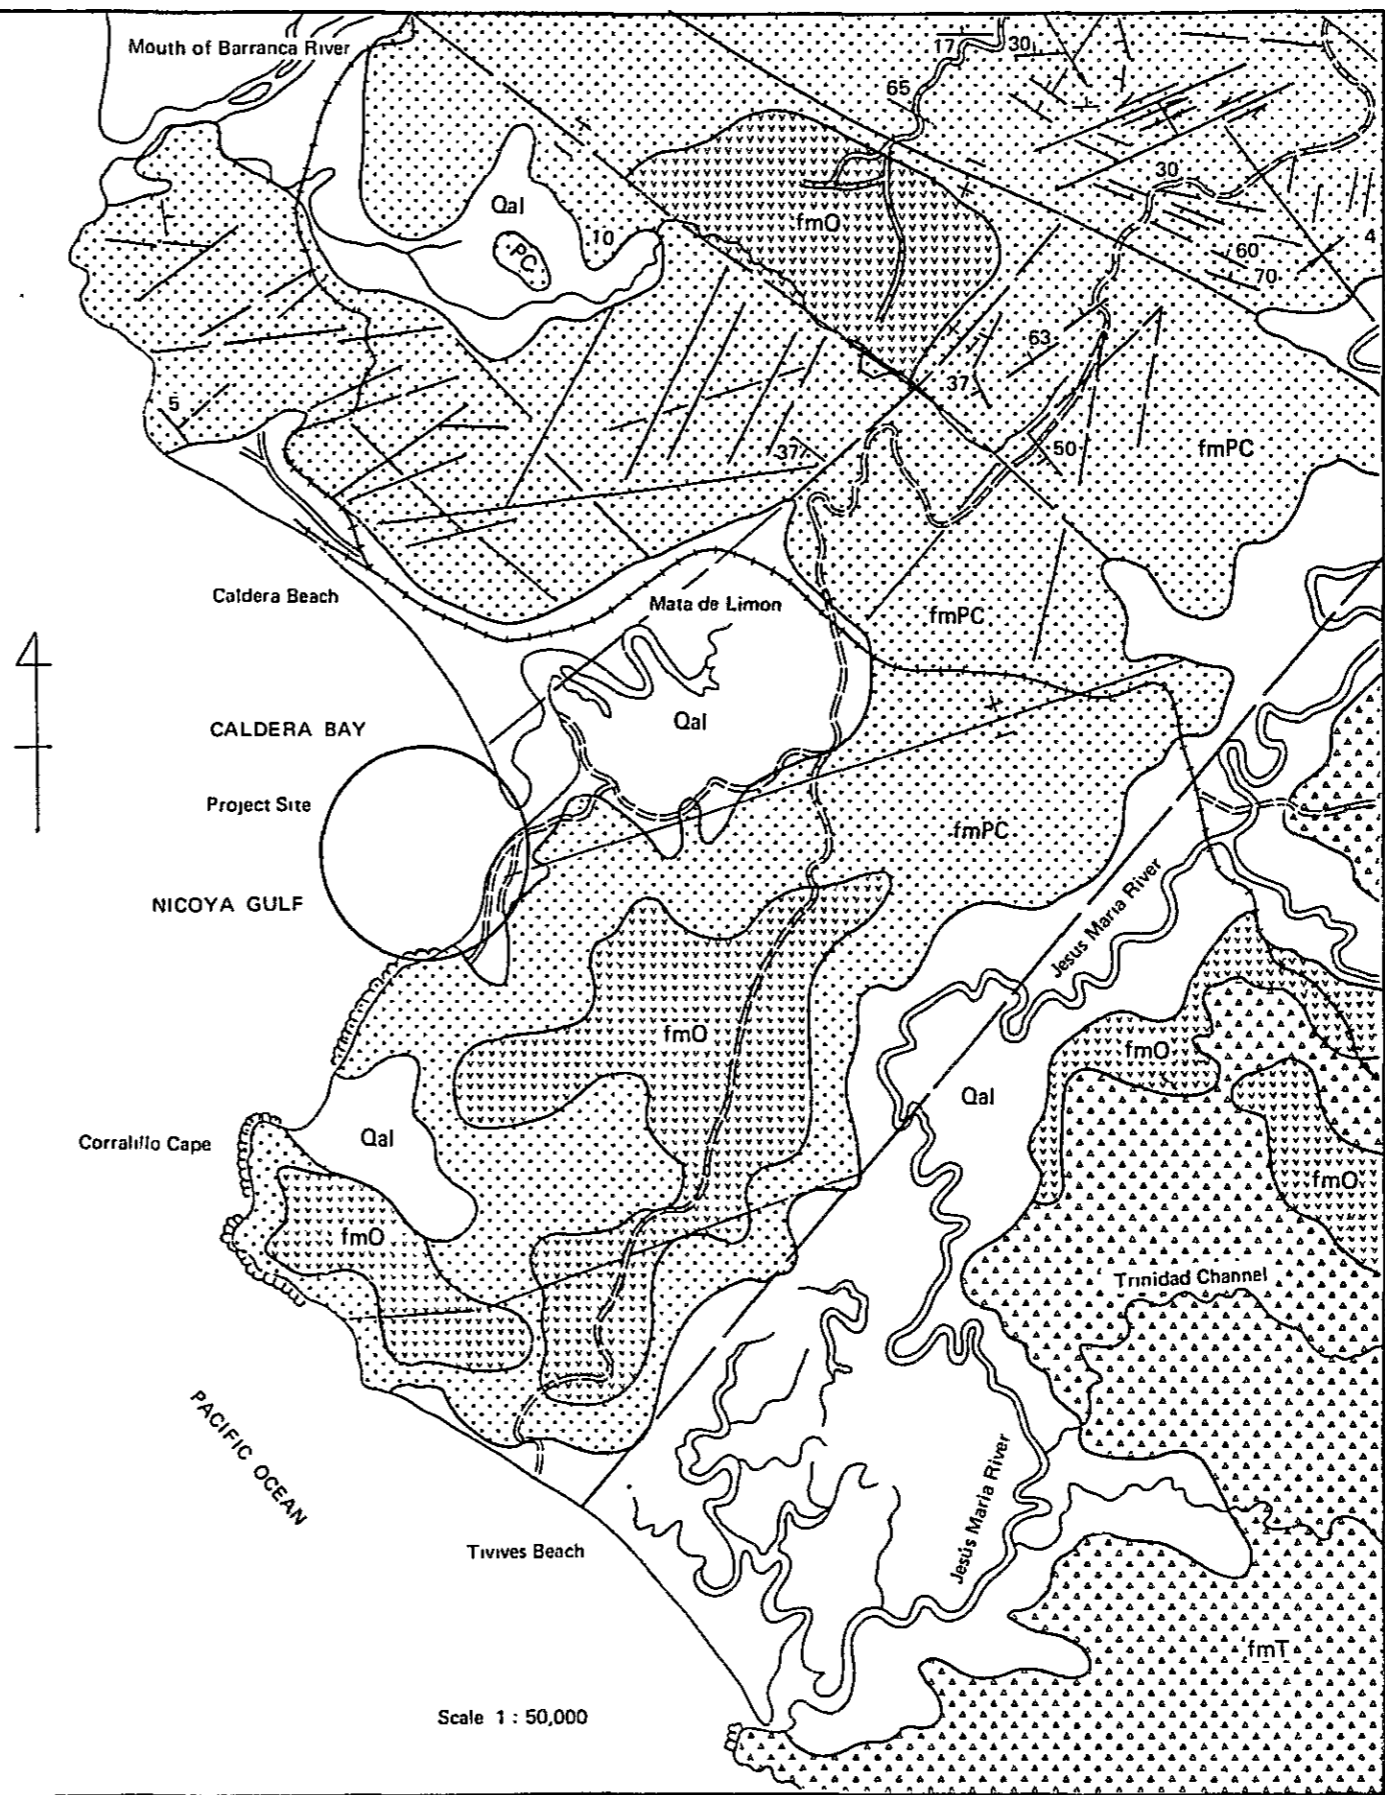 Mouth of Barranca River
17
30
65
Qal
10
PC
fmO
30
60
70
4
63
37
5
37
50
fmPC
Caldera Beach
Mata de Limon
fmPC
CALDERA BAY
Qal
Project Site
fmPC
NICOYA GULF
Jesus Maria River
fmO
fmO
Qal
Corralillo Cape
Qal
fmO
fmO
Trinidad Channel
PACIFIC OCEAN
Jesús Maria River
Tivives Beach
fmT
Scale 1 : 50,000